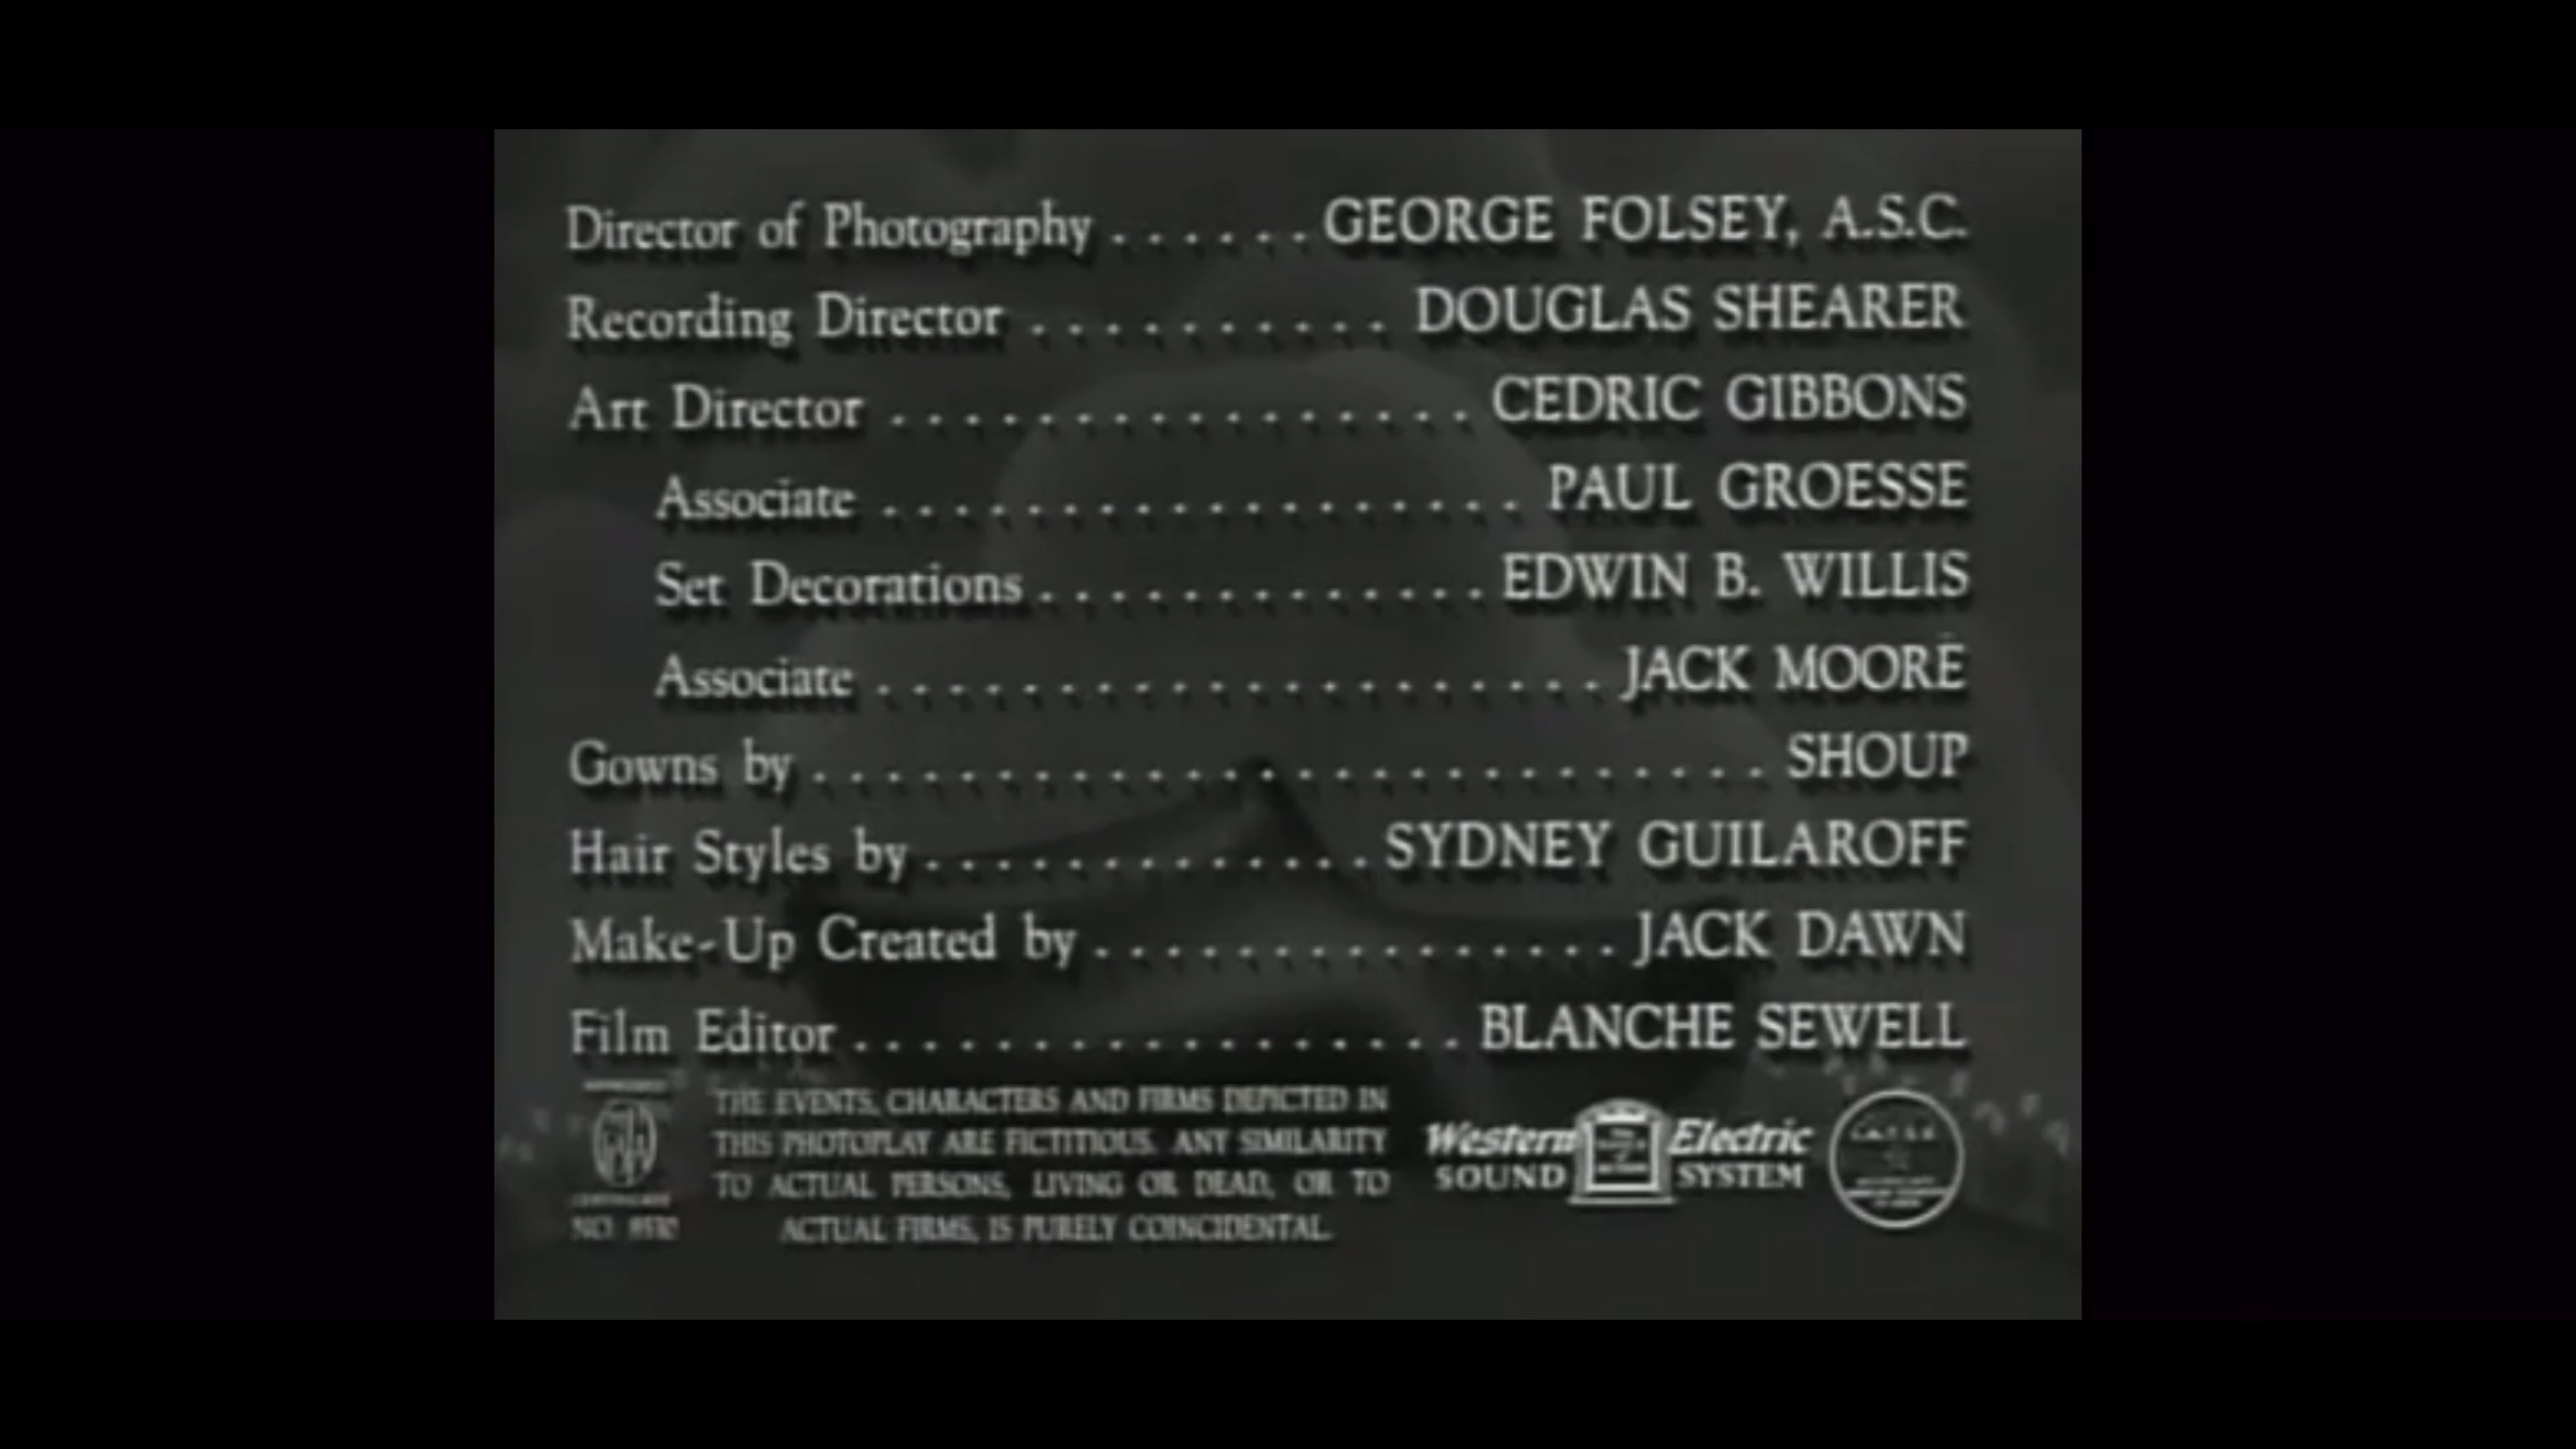 Director of Photography . . . . . . GEORGE FOLSEY, A.S.C.
Recording Director . . . . . . . . . . DOUGLAS SHEARER
Art Director . . . . . . . . . . . . . . . . CEDRIC GIBBONS
Associate . . . . . . . . . . . . . . . . . . PAUL GROESSE
Set Decorations . . . . . . . . . . . . . EDWIN B. WILLIS
Associate . . . . . . . . . . . . . . . . . . . . JACK MOORE
Gowns by . . . . . . . . . . . . . . . . . . . . . . . . . . . SHOUP
Hair Styles by . . . . . . . . . . . . . SYDNEY GUILAROFF
Make-Up Created by . . . . . . . . . . . . . . . JACK DAWN
Film Editor . . . . . . . . . . . . . . . . . BLANCHE SEWELL
THE EVENTS, CHARACTERS AND FIRMS DEPICTED IN
THIS PHOTOPLAY ARE FICTITIOUS. ANY SIMILARITY
TO ACTUAL PERSONS, LIVING OR DEAD, OR TO
ACTUAL FIRMS, IS PURELY COINCIDENTAL.
NO.
Western Electric
SOUND SYSTEM